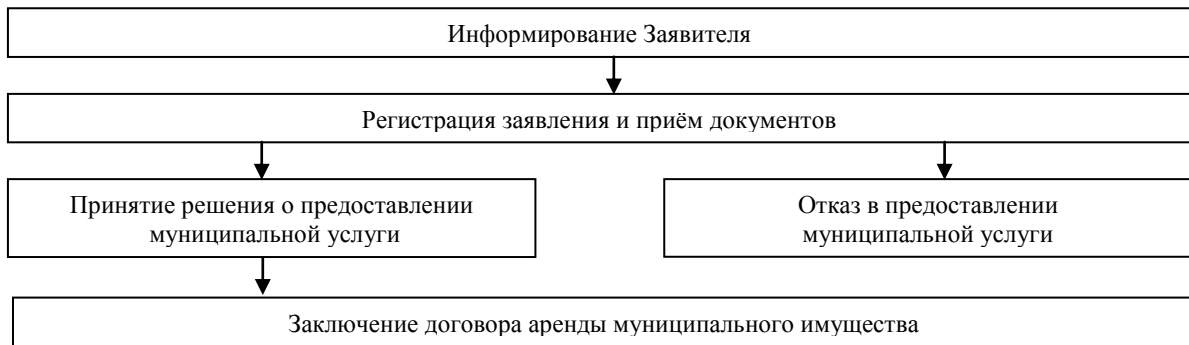 Информирование Заявителя
Регистрация заявления и приём документов
Принятие решения о предоставлении
муниципальной услуги
Отказ в предоставлении
муниципальной услуги
Заключение договора аренды муниципального имущества